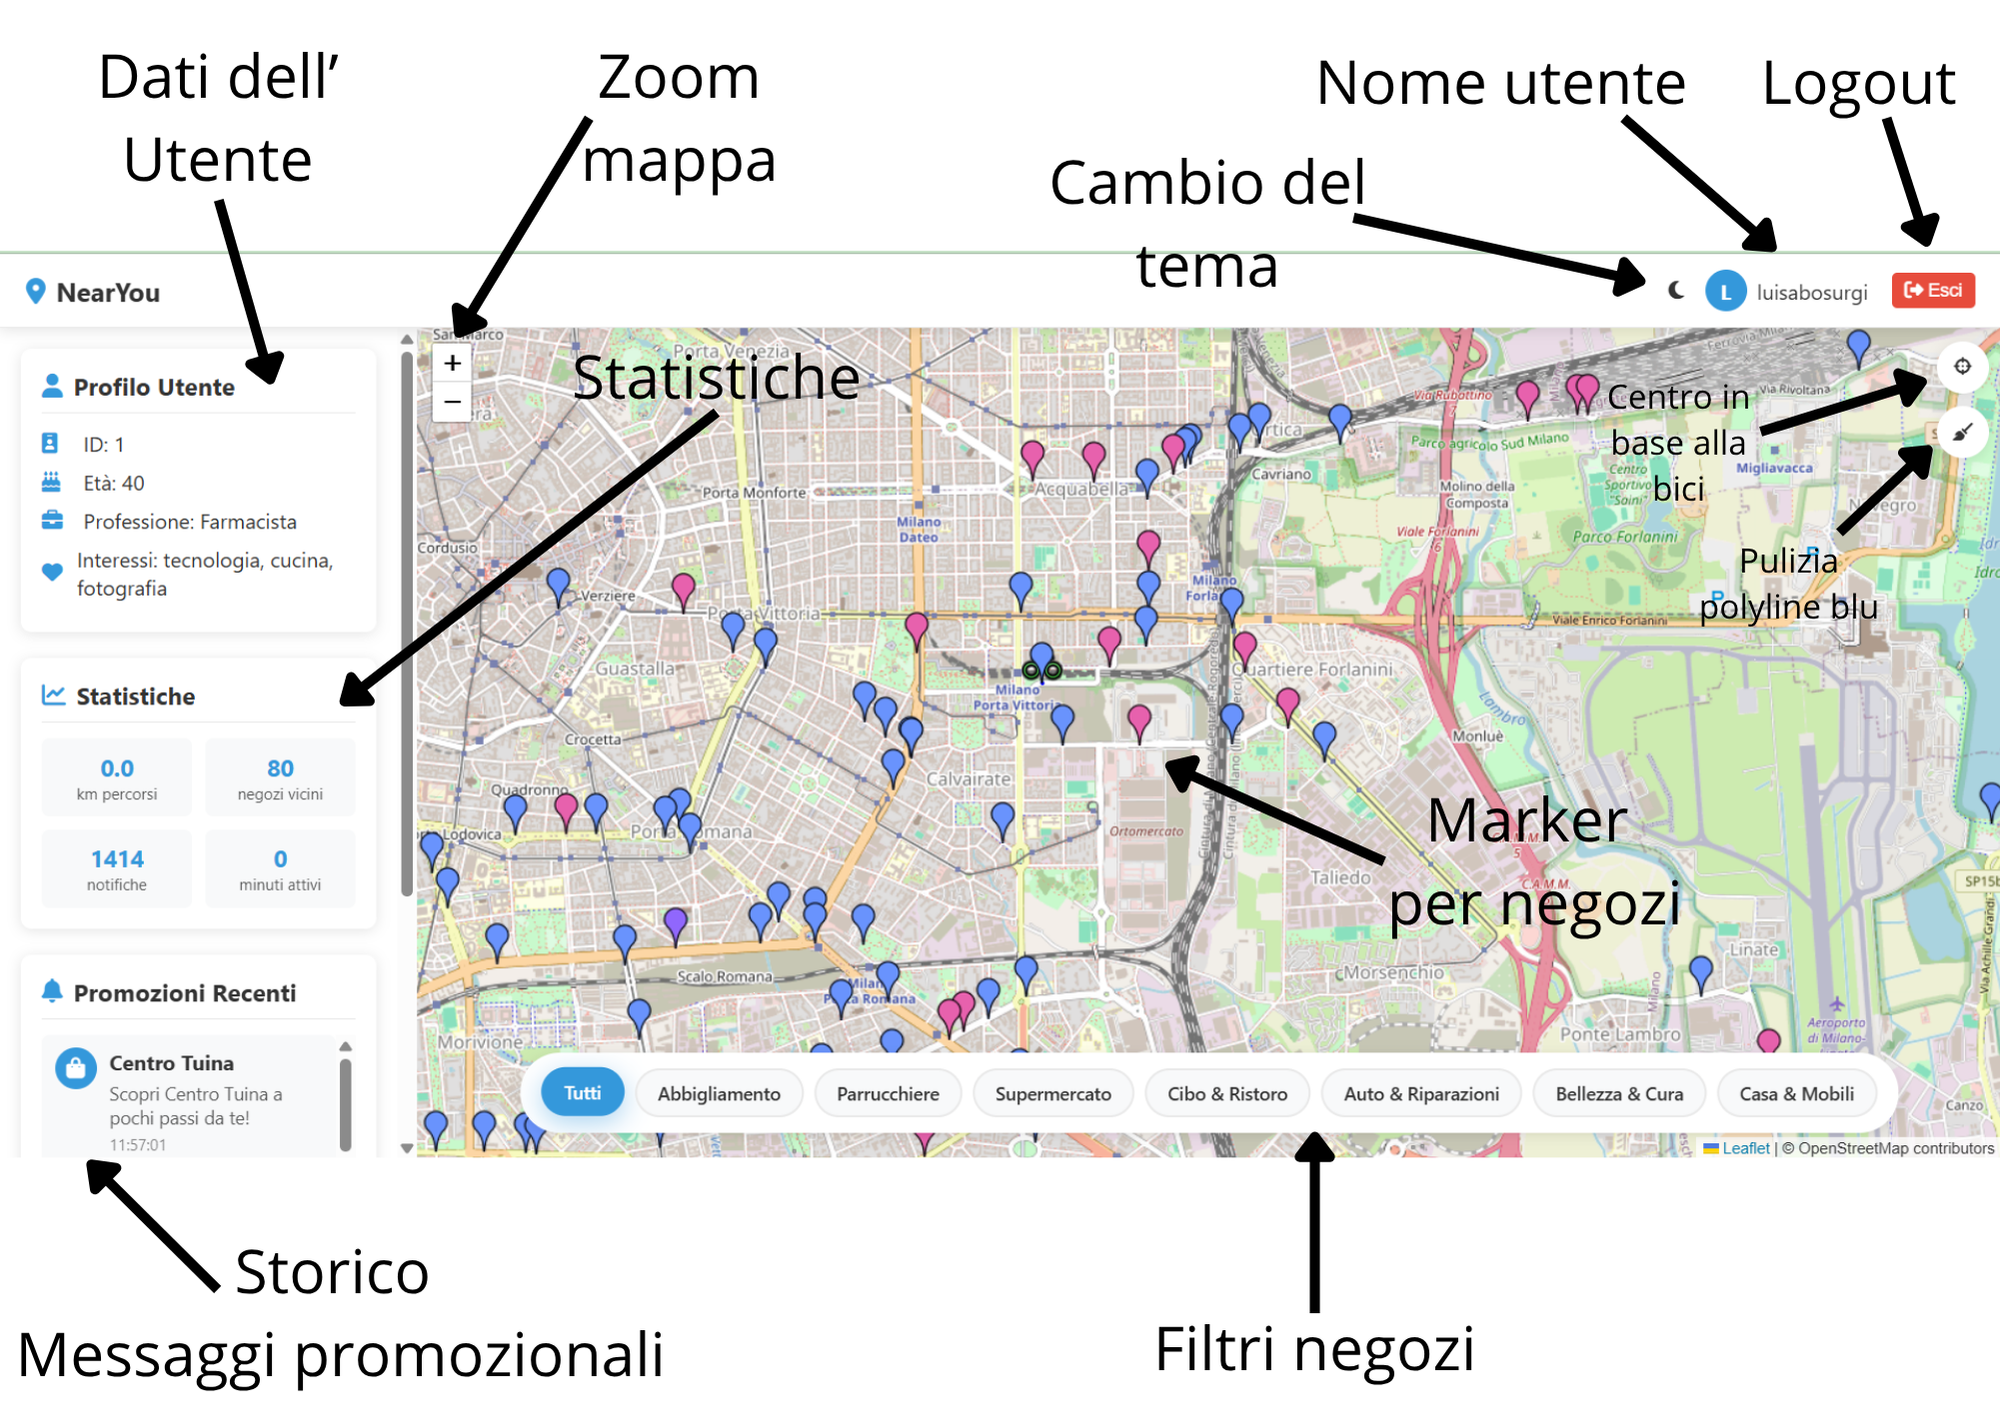 Dati dell’
Utente
Zoom
mappa
Nome utente
Logout
Cambio del
tema
NearYou
L
luisabosurgi
Esci
Profilo Utente
ID: 1
Età: 40
Professione: Farmacista
Interessi: tecnologia, cucina,
fotografia
Statistiche
0.0
km percorsi
80
negozi vicini
1414
notifiche
0
minuti attivi
Promozioni Recenti
Centro Tuina
Scopri Centro Tuina a
pochi passi da te!
11:57:01
+
−
Statistiche
Centro in
base alla
bici
Pulizia
polyline blu
Marker
per negozi
Porta Venezia
Porta Monforte
Cordusio
Verziere
Porta Vittoria
Guastalla
Crocetta
Quadronno
Porta Romana
Lodovica
Scalo Romana
Morivione
Milano
Dateo
Acquabella
Cavriano
Milano
Porta Vittoria
Calvairate
Ortomercato
Quartiere Forlanini
Taliedo
Morsenchio
Monluè
Lambro
Ponte Lambro
Linate
Aeroporto
di Milano-
Canzo
Via Rubattino
Parco agricolo Sud Milano
Molino della
Composta
Viale Forlanini
Centro
Sportivo
"Saini"
Parco Forlanini
Viale Enrico Forlanini
Via Rivoltana
Migliavacca
C.A.M.M.
Tutti
Abbigliamento
Parrucchiere
Supermercato
Cibo & Ristoro
Auto & Riparazioni
Bellezza & Cura
Casa & Mobili
Leaflet | © OpenStreetMap contributors
Storico
Messaggi promozionali
Filtri negozi